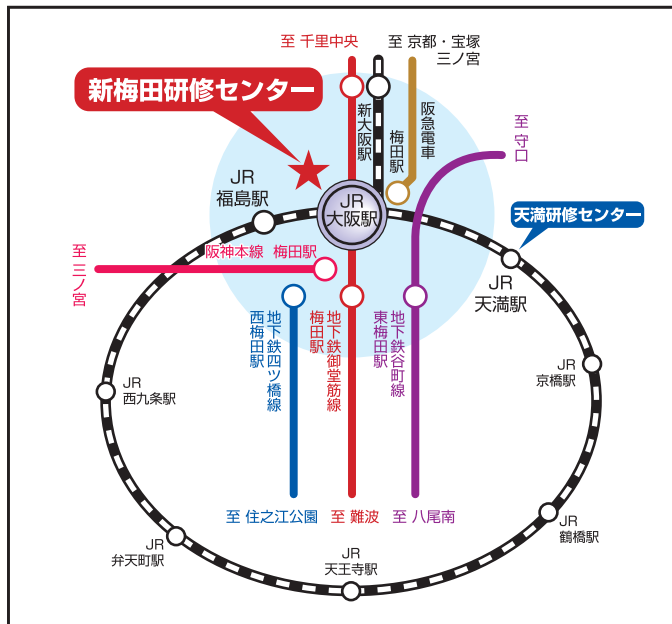 至 千里中央
至 京都・宝塚
三ノ宮
新梅田研修センター
新大阪駅
梅田駅
阪急電車
至 守口
JR
福島駅
JR
大阪駅
天満研修センター
阪神本線 梅田駅
至 三ノ宮
JR
天満駅
地下鉄四ツ橋線
西梅田駅
地下鉄御堂筋線
梅田駅
地下鉄谷町線
東梅田駅
JR
京橋駅
JR
西九条駅
至 住之江公園
至 難波
至 八尾南
JR
鶴橋駅
JR
弁天町駅
JR
天王寺駅